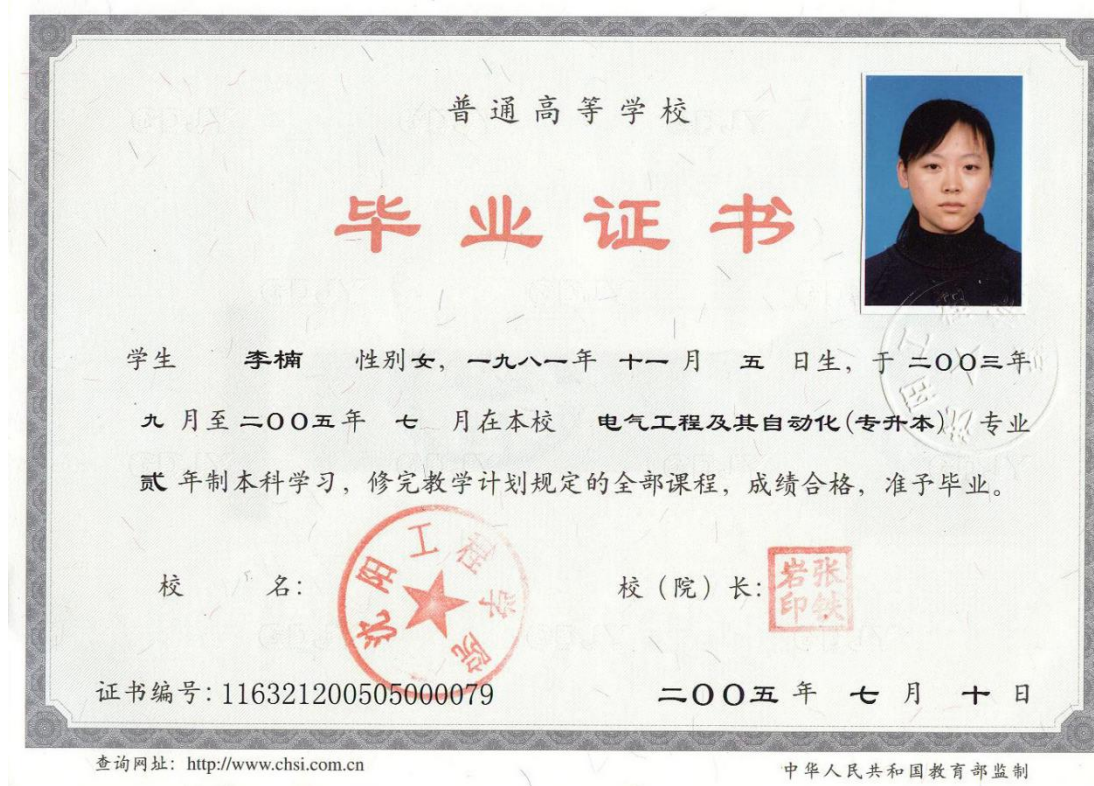 普通高等学校
毕业证书
学生 李楠 性别女，一九八一年 十一月 五 日生，于 二〇〇三年
九 月至 二〇〇五年 七 月在本校 电气工程及其自动化(专升本) 专业
贰 年制本科学习，修完教学计划规定的全部课程，成绩合格，准予毕业。
校 名：
沈阳工程学院
校（院）长：
张铁岩印
证书编号：116321200505000079
二〇〇五 年 七 月 十 日
查询网址：http://www.chsi.com.cn
中华人民共和国教育部监制